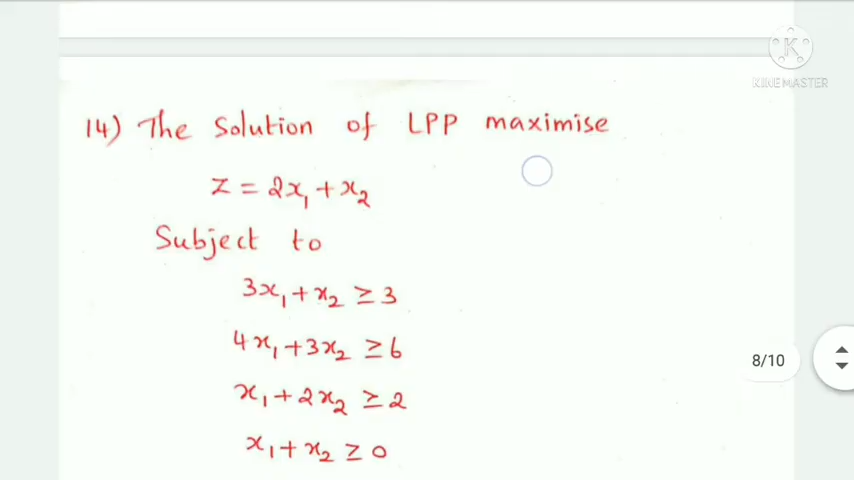 KINEMASTER
14) The Solution of LPP maximise
Z = 2x₁ + x₂
Subject to
3x₁ + x₂ ≥ 3
4x₁ + 3x₂ ≥ 6
x₁ + 2x₂ ≥ 2
x₁ + x₂ ≥ 0
8/10